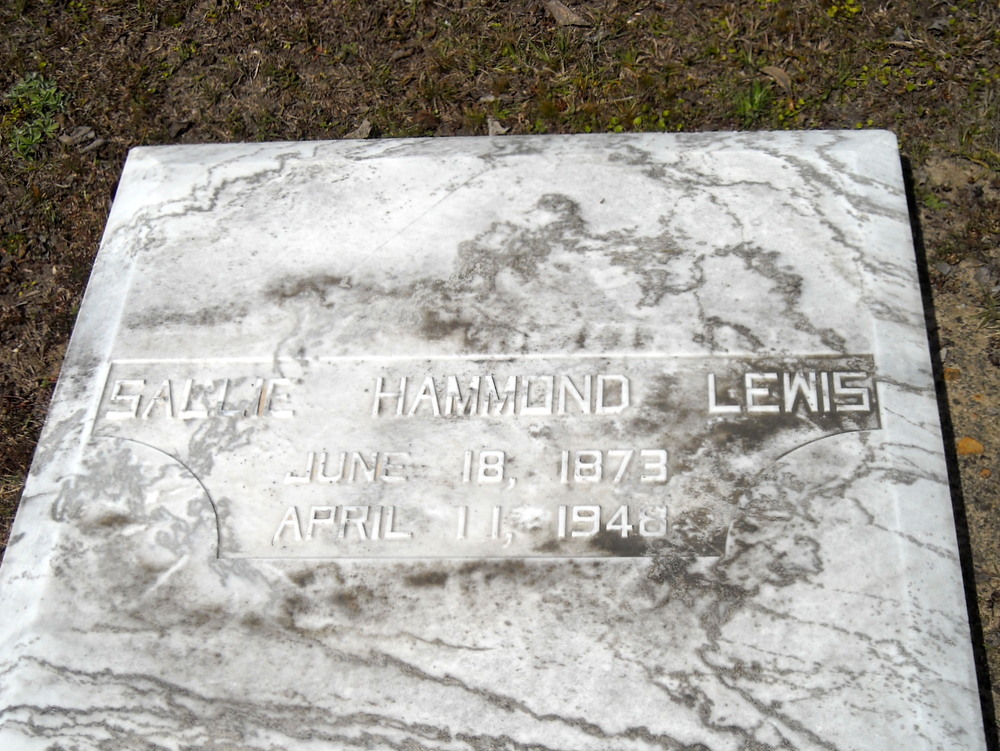 SALLIE HAMMOND LEWIS
JUNE 18, 1873
APRIL 11, 1948